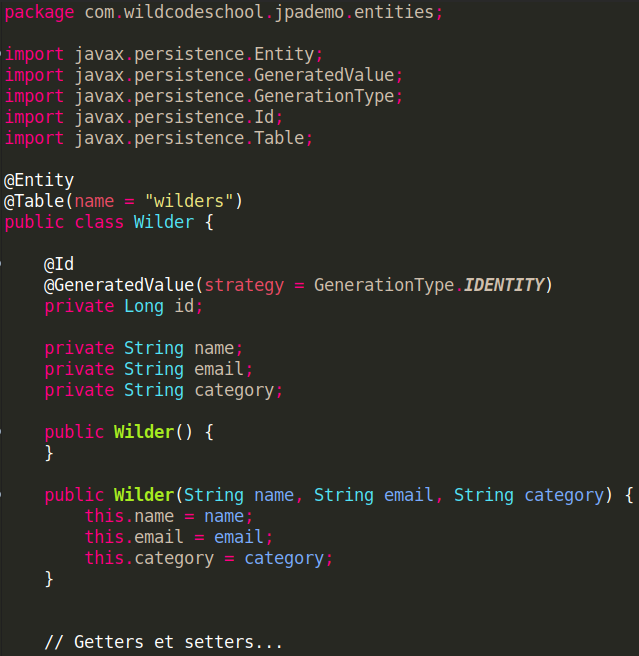 package com.wildcodeschool.jpademo.entities;
import javax.persistence.Entity;
import javax.persistence.GeneratedValue;
import javax.persistence.GenerationType;
import javax.persistence.Id;
import javax.persistence.Table;
@Entity
@Table(name = "wilders")
public class Wilder {
@Id
@GeneratedValue(strategy = GenerationType.IDENTITY)
private Long id;
private String name;
private String email;
private String category;
public Wilder() {
}
public Wilder(String name, String email, String category) {
this.name = name;
this.email = email;
this.category = category;
}
// Getters et setters...